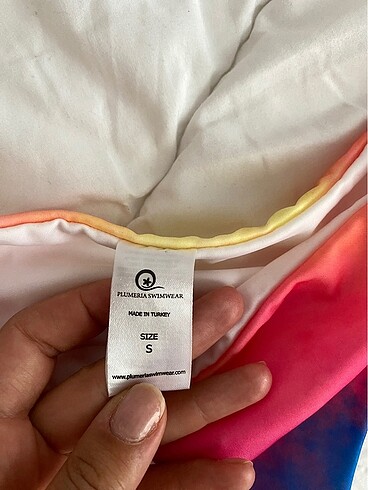 PLUMERIA SWIMWEAR
MADE IN TURKEY
SIZE
S
www.plumeriaswimwear.com